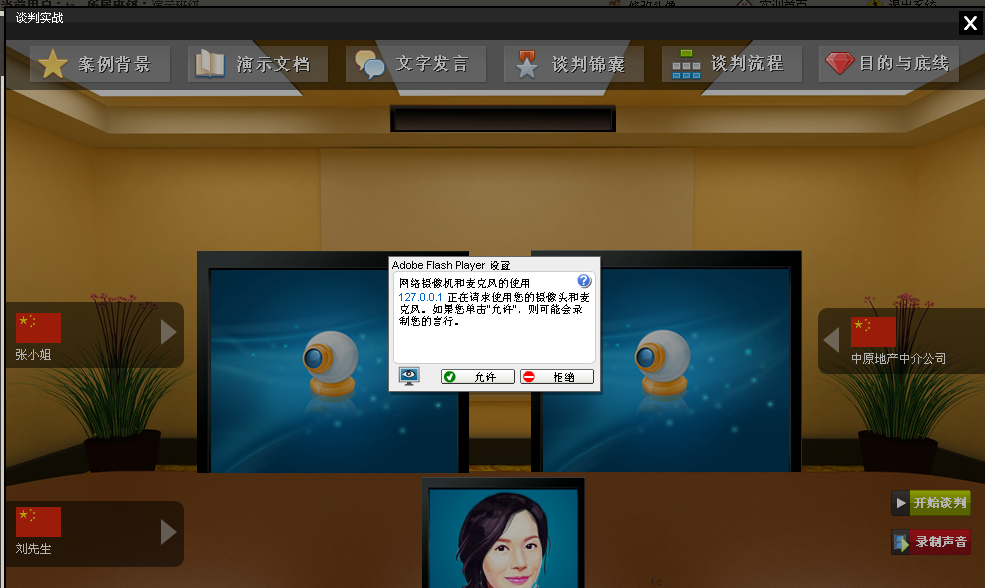 谈判实战
X
案例背景
演示文档
文字发言
谈判锦囊
谈判流程
目的与底线
Adobe Flash Player 设置
网络摄像机和麦克风的使用
?
127.0.0.1 正在请求使用您的摄像头和麦
克风。如果您单击“允许”，则可能会录
制您的言行。
允许
拒绝
张小姐
中原地产中介公司
刘先生
开始谈判
录制声音